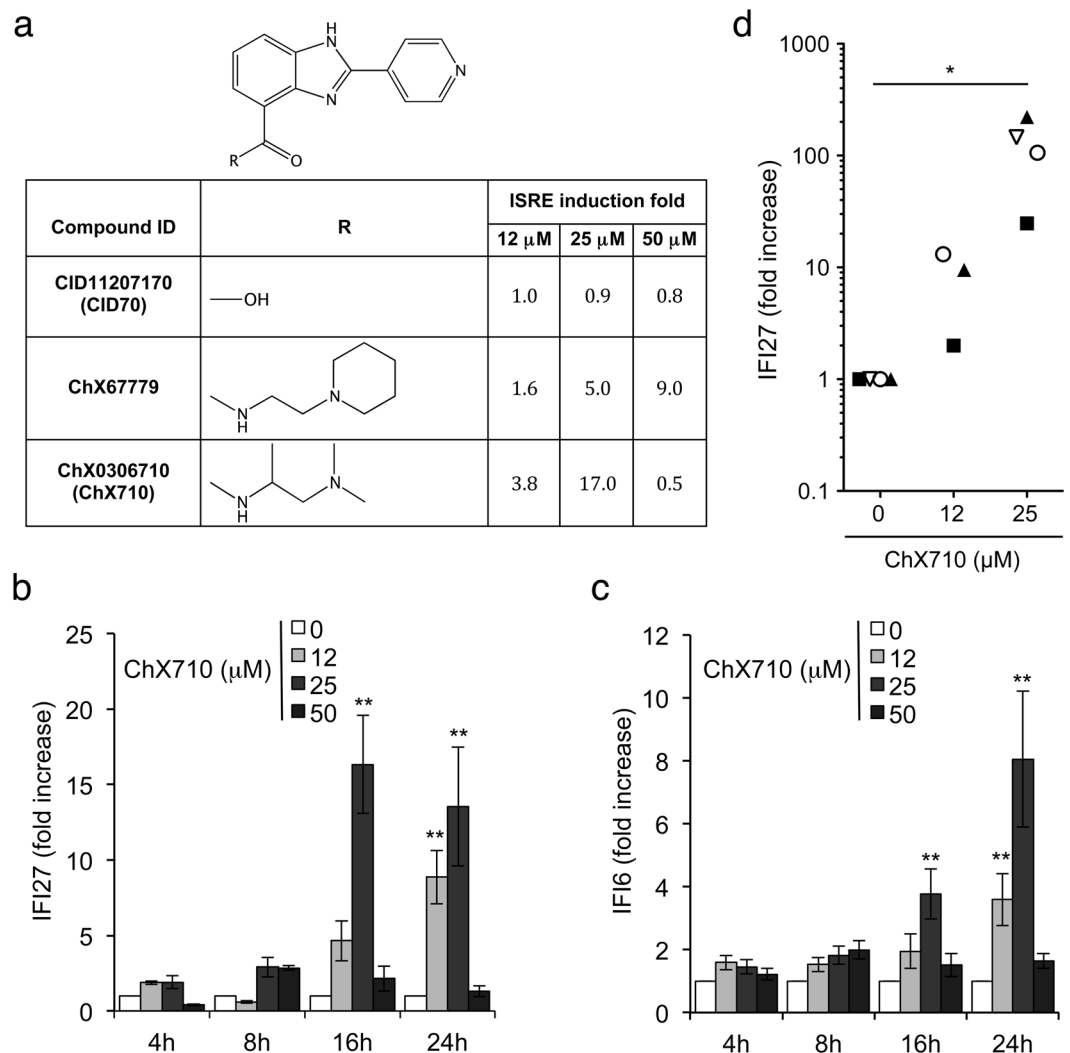 a
H
N
N
N
R
O
Compound ID
R
ISRE induction fold
12 μM 25 μM 50 μM
CID11207170
(CID70)
OH
1.0 0.9 0.8
ChX67779
N
H
N
1.6 5.0 9.0
ChX0306710
(ChX710)
N
H
N
3.8 17.0 0.5
d
IFI27 (fold increase)
1000
100
10
1
0.1
*
0 12 25
ChX710 (μM)
b
IFI27 (fold increase)
25
20
15
10
5
0
ChX710 (μM)
0
12
25
50
** ** **
4h 8h 16h 24h
c
IFI6 (fold increase)
12
10
8
6
4
2
0
ChX710 (μM)
0
12
25
50
** ** **
4h 8h 16h 24h